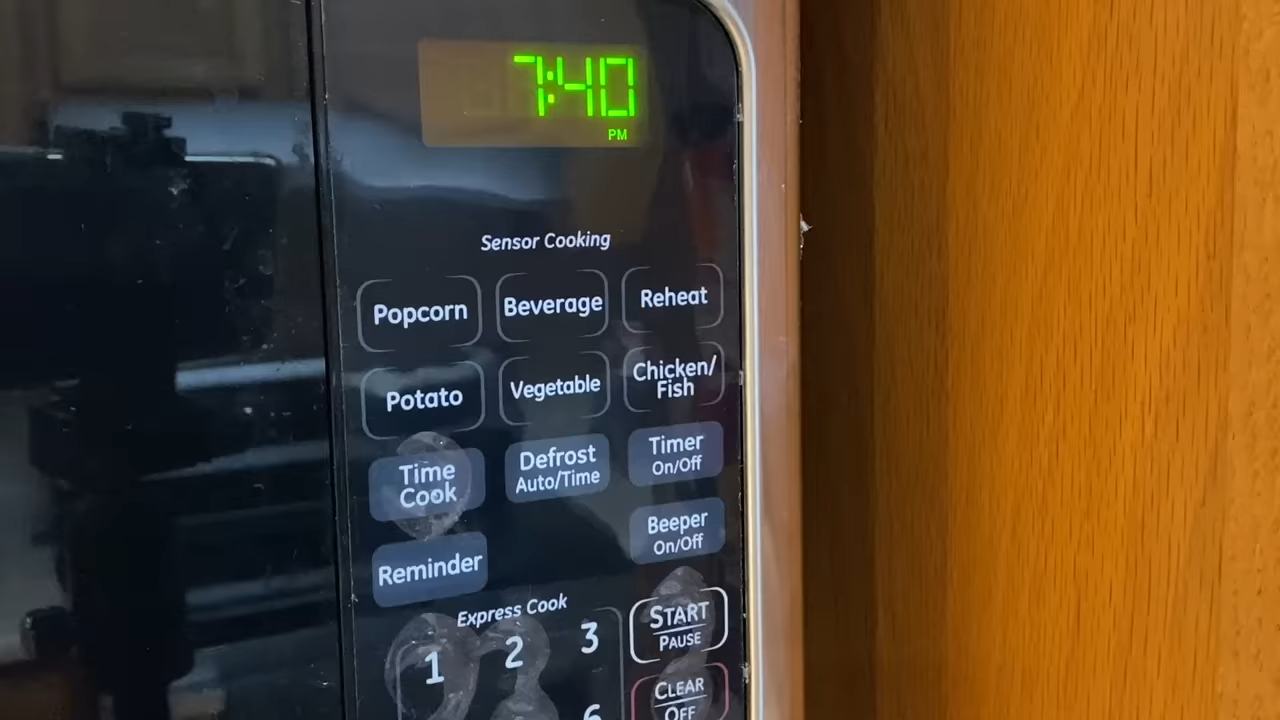 7:40
PM
Sensor Cooking
Popcorn
Beverage
Reheat
Potato
Vegetable
Chicken/
Fish
Time
Cook
Defrost
Auto/Time
Timer
On/Off
Beeper
On/Off
Reminder
Express Cook
1
2
3
START
PAUSE
6
CLEAR
OFF